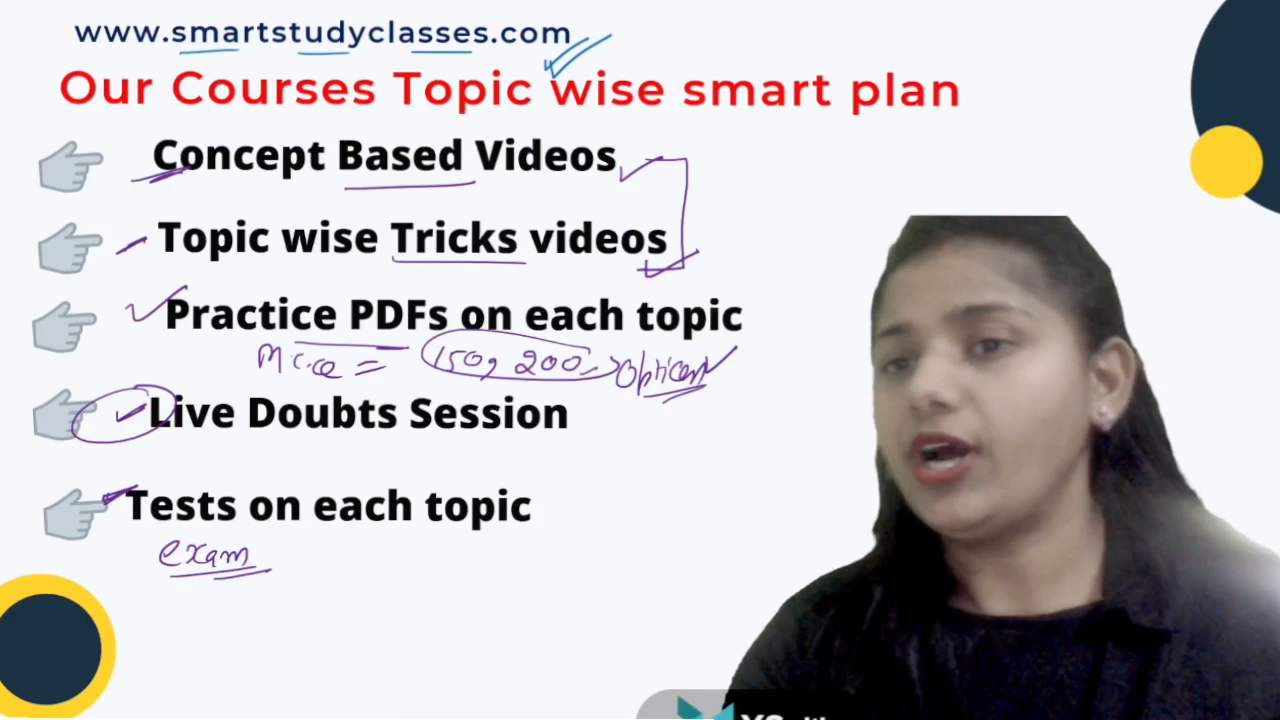 www.smartstudyclasses.com
Our Courses Topic wise smart plan
Concept Based Videos
Topic wise Tricks videos
Practice PDFs on each topic
= 150, 200
Live Doubts Session
Tests on each topic
exam